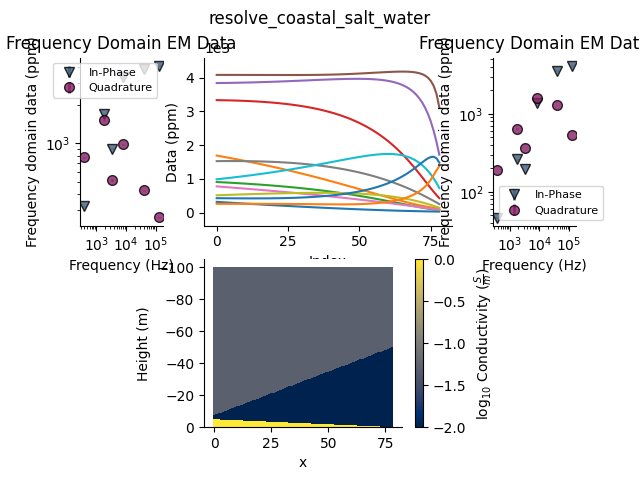 resolve_coastal_salt_water
Frequency Domain EM Data
Frequency Domain EM Dat
In-Phase
Quadrature
Frequency domain data (ppm)
10³
10³ 10⁴ 10⁵
Frequency (Hz)
1e3
Data (ppm)
4
3
2
1
0
0 25 50 75
Index
Frequency domain data (ppm)
10³
10²
In-Phase
Quadrature
10³ 10⁴ 10⁵
Frequency (Hz)
Height (m)
−100
−80
−60
−40
−20
0
0 25 50 75
x
0.0
−0.5
−1.0
−1.5
−2.0
log₁₀ Conductivity (S/m)